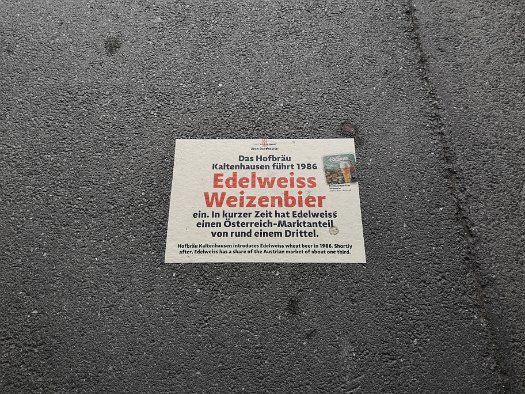 Das Hofbräu
Kaltenhausen führt 1986
Edelweiss
Weizenbier
ein. In kurzer Zeit hat Edelweiss
einen Österreich-Marktanteil
von rund einem Drittel.
Hofbräu Kaltenhausen introduces Edelweiss wheat beer in 1986. Shortly
after, Edelweiss has a share of the Austrian market of about one third.